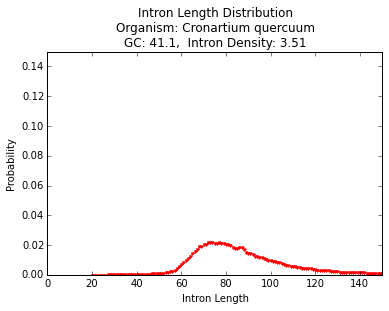 Intron Length Distribution
Organism: Cronartium quercuum
GC: 41.1,  Intron Density: 3.51
0.14
0.12
0.10
0.08
0.06
0.04
0.02
0.00
Probability
0 20 40 60 80 100 120 140
Intron Length